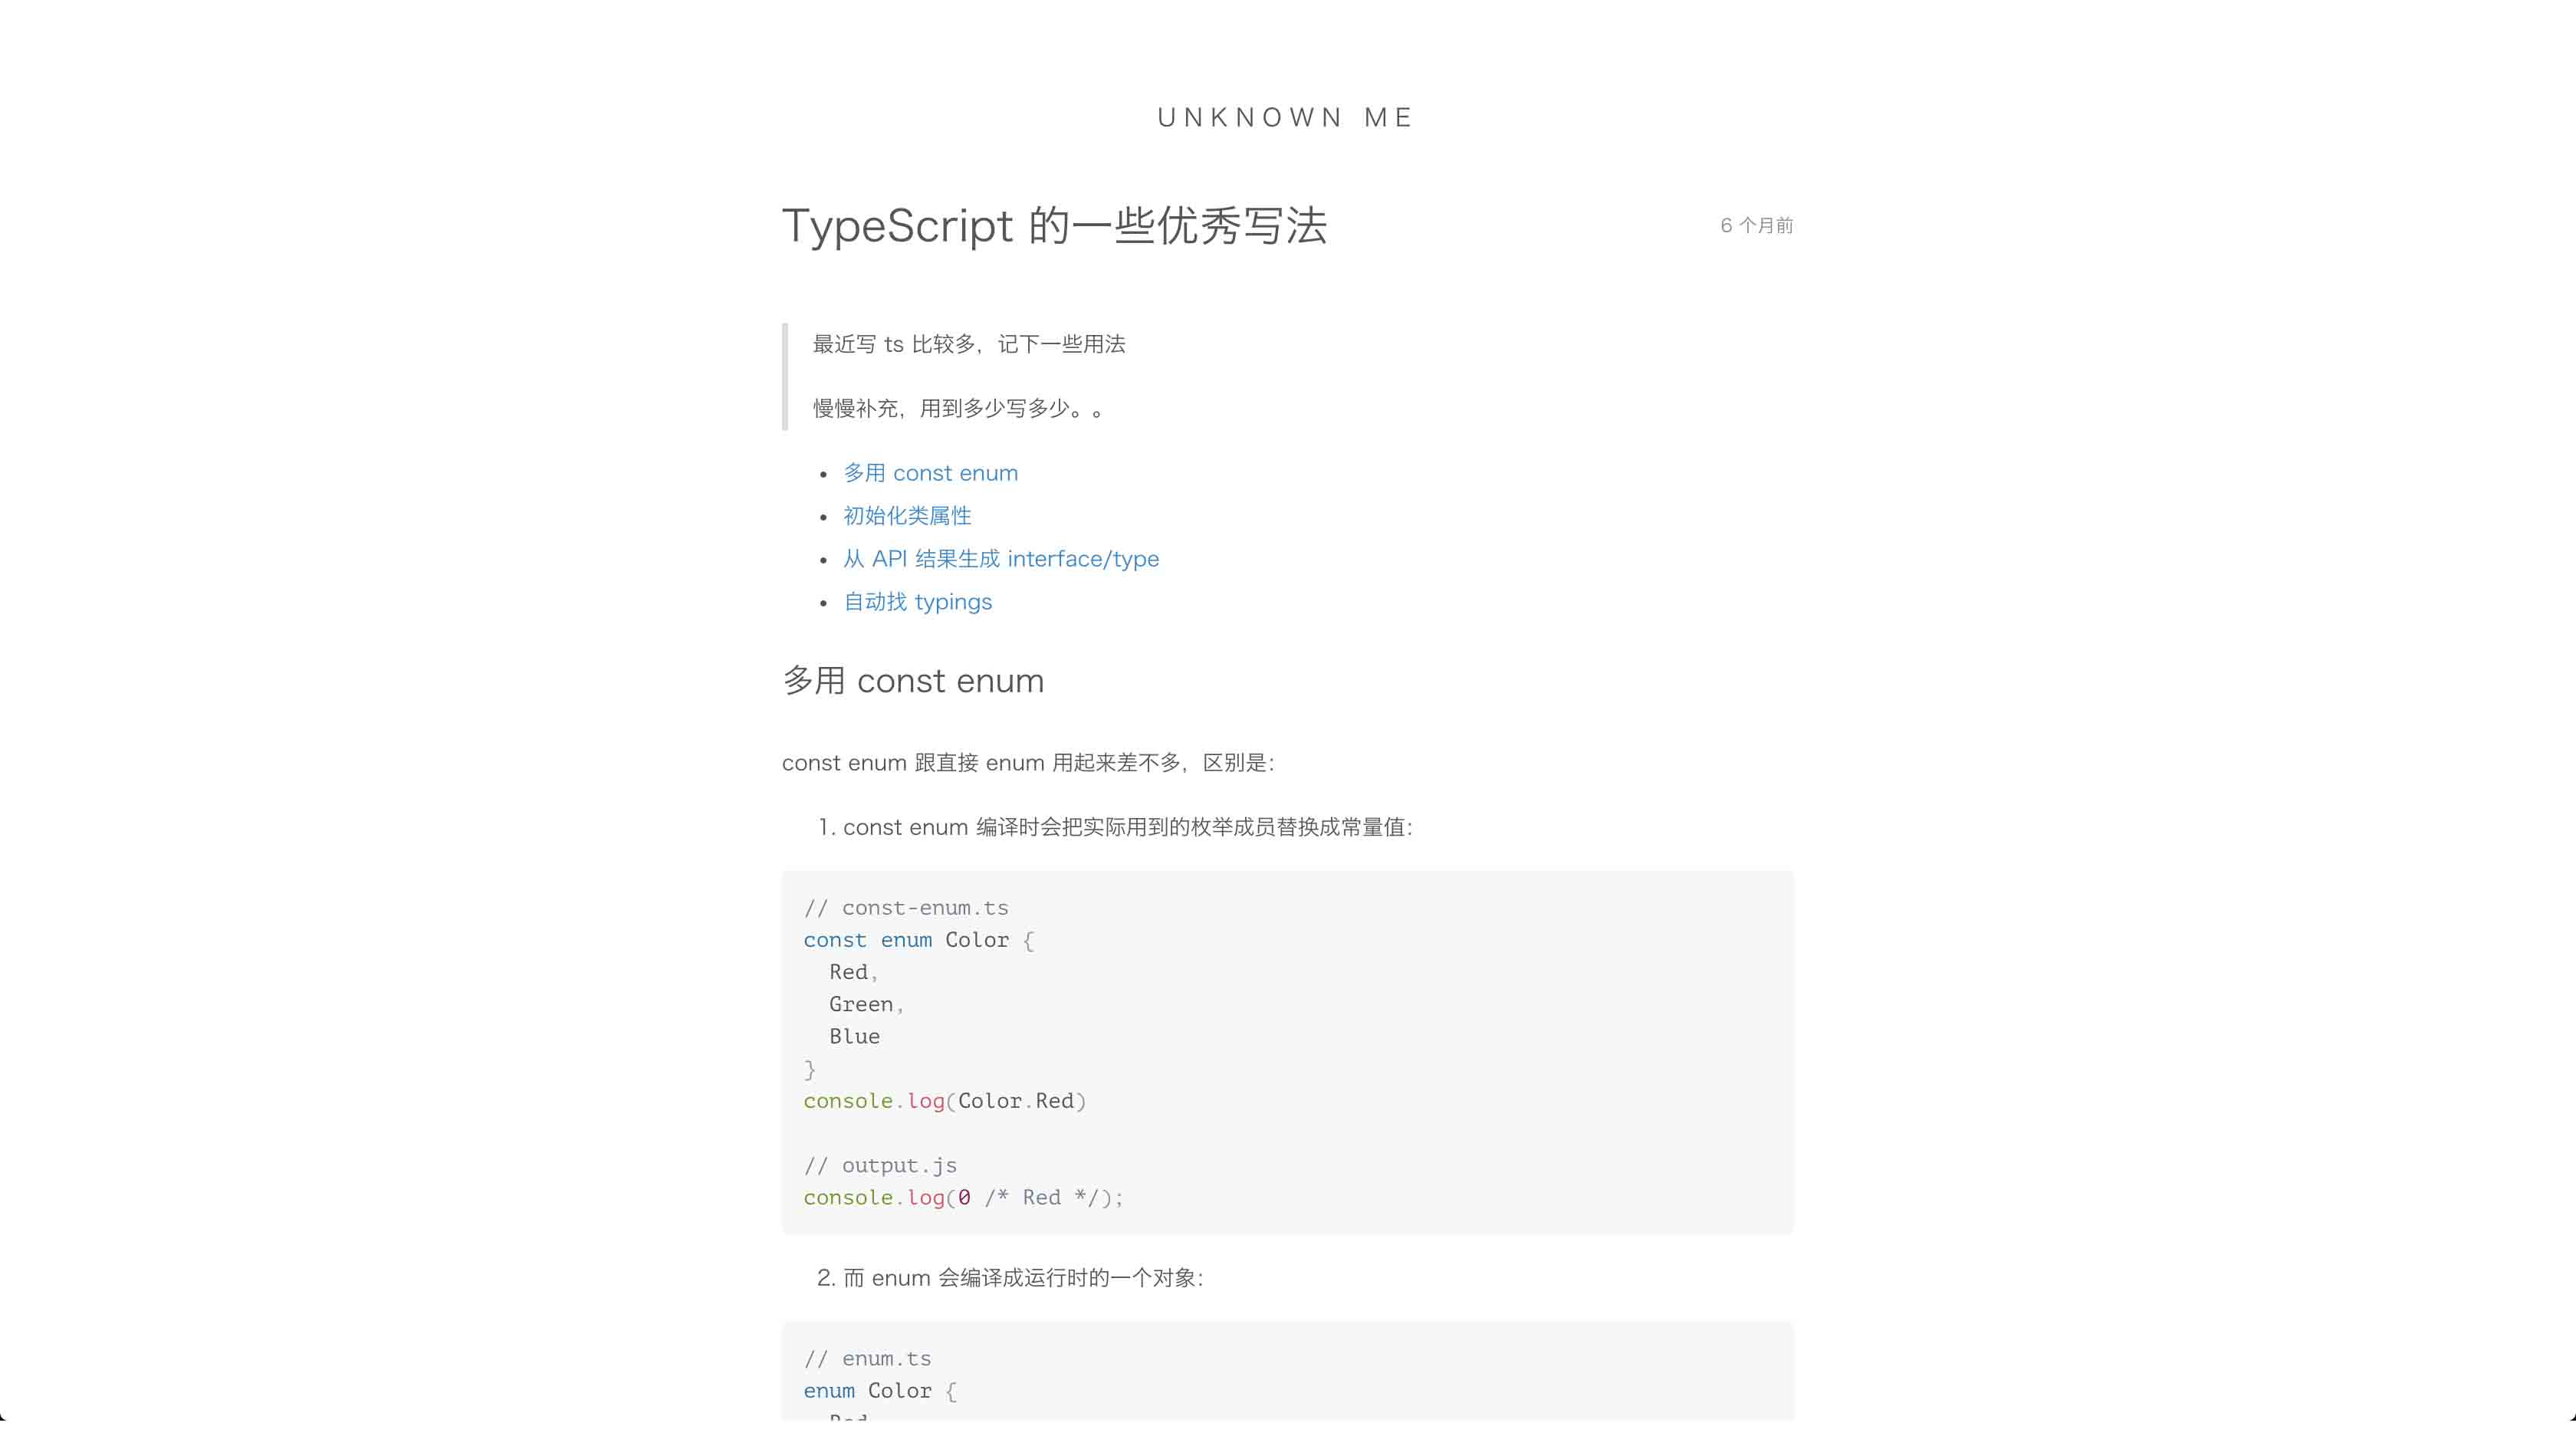 UNKNOWN ME
TypeScript 的一些优秀写法
6 个月前
最近写 ts 比较多，记下一些用法
慢慢补充，用到多少写多少。。
• 多用 const enum
• 初始化类属性
• 从 API 结果生成 interface/type
• 自动找 typings
多用 const enum
const enum 跟直接 enum 用起来差不多，区别是：
1. const enum 编译时会把实际用到的枚举成员替换成常量值：
// const-enum.ts
const enum Color {
  Red,
  Green,
  Blue
}
console.log(Color.Red)
// output.js
console.log(0 /* Red */);
2. 而 enum 会编译成运行时的一个对象：
// enum.ts
enum Color {